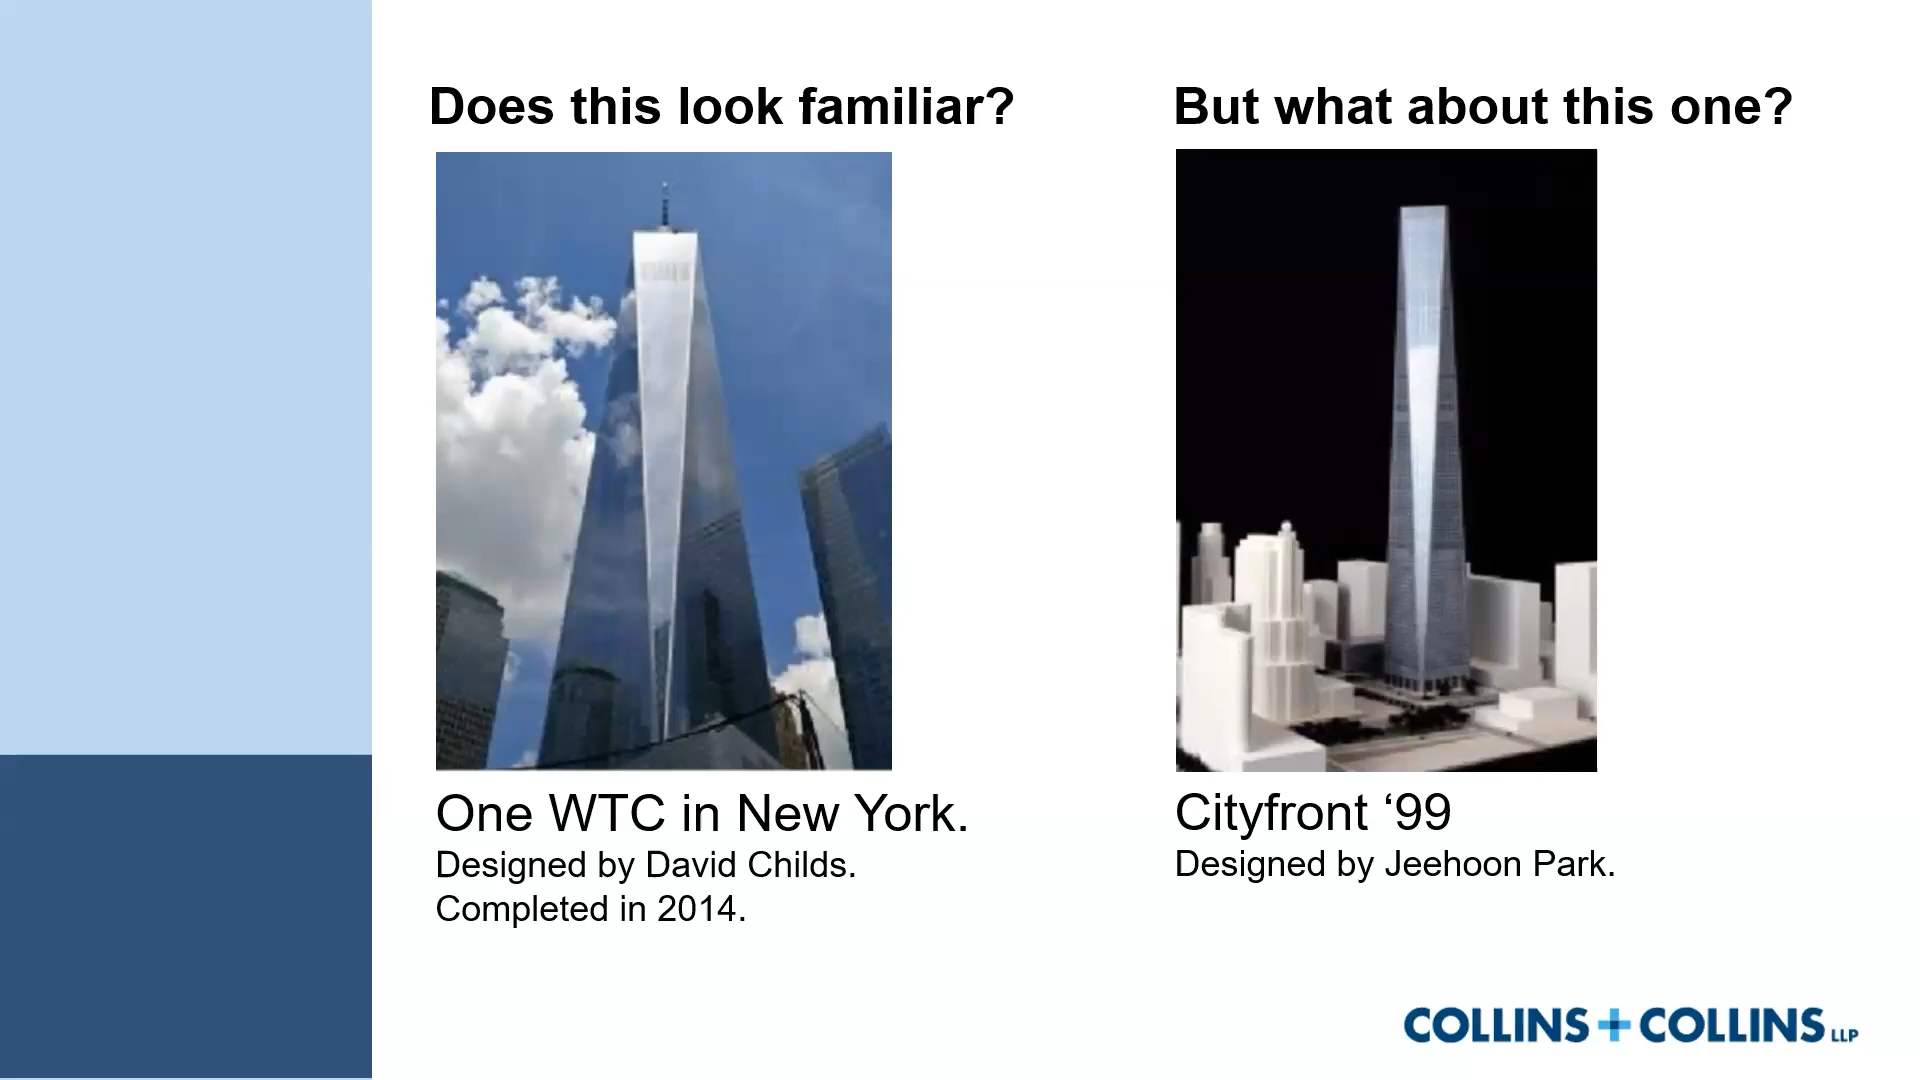 Does this look familiar?
One WTC in New York.
Designed by David Childs.
Completed in 2014.
But what about this one?
Cityfront ‘99
Designed by Jeehoon Park.
COLLINS + COLLINS LLP